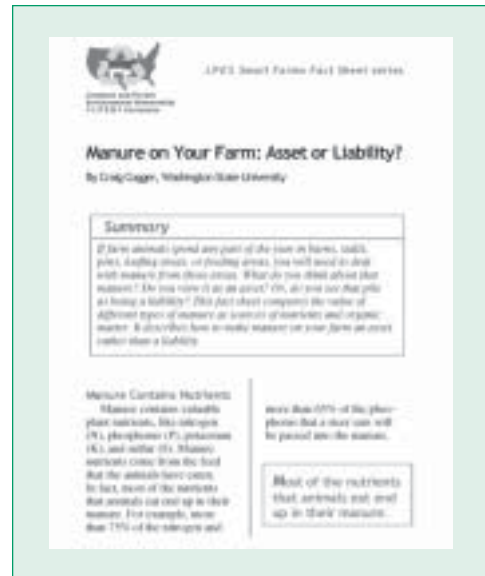 LPES Small Farms Fact Sheet series
Livestock and Poultry
Environmental Stewardship
Manure on Your Farm: Asset or Liability?
By Craig Cogger, Washington State University
Summary
If farm animals spend any part of the year in barns, stalls,
pens, loafing areas, or feeding areas, you will need to deal
with manure from those areas. What do you think about that
manure? Do you view it as an asset? Or, do you see that pile
as being a liability? This fact sheet compares the value of
different types of manure as sources of nutrients and organic
matter. It describes how to make manure on your farm an asset
rather than a liability.
Manure Contains Nutrients
Manure contains valuable
plant nutrients, like nitrogen
(N), phosphorus (P), potassium
(K), and sulfur (S). Manure
nutrients come from the feed
that the animals have eaten.
In fact, most of the nutrients
that animals eat end up in their
manure. For example, more
than 75% of the nitrogen and
more than 65% of the phos-
phorus that a cow eats will
be passed into the manure.
Most of the nutrients
that animals eat end
up in their manure.